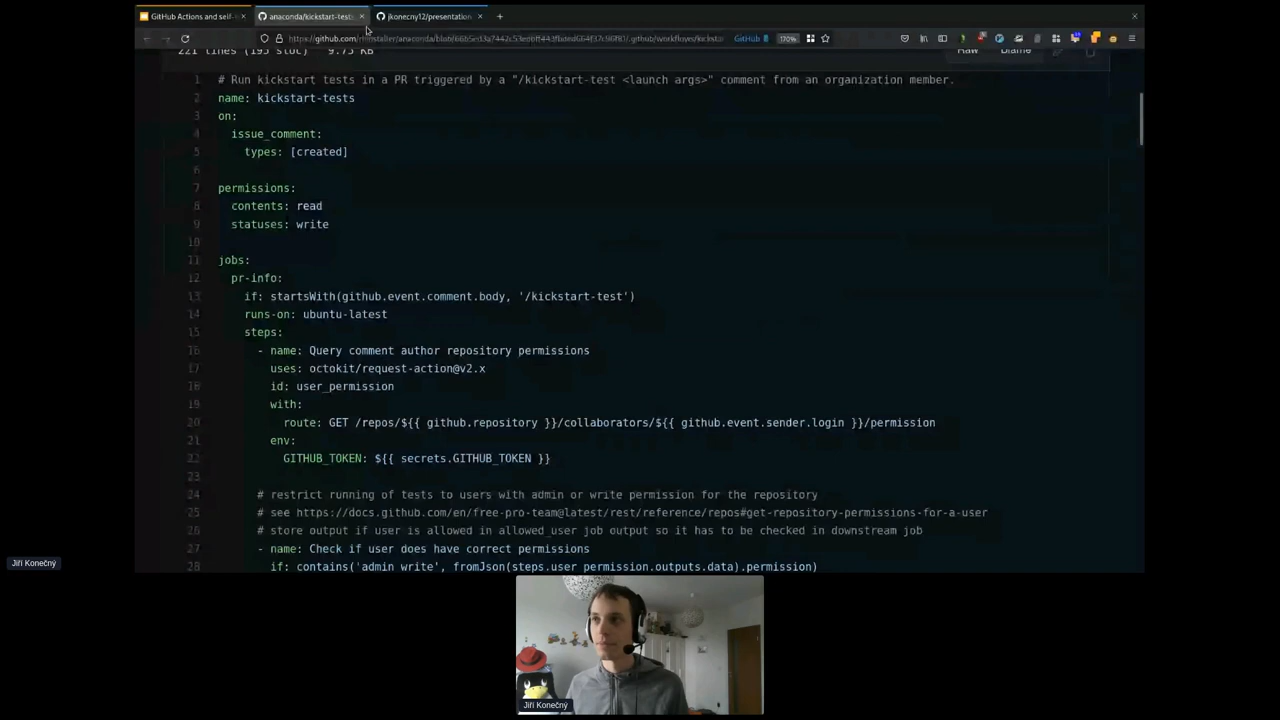 GitHub Actions and self-
anaconda/kickstart-tests
jkonecny12/presentation
GitHub
170%
221 lines (195 sloc) 9.75 KB
Raw
Blame
1 # Run kickstart tests in a PR triggered by a "/kickstart-test <launch args>" comment from an organization member.
2 name: kickstart-tests
3 on:
4 issue_comment:
5 types: [created]
6
7 permissions:
8 contents: read
9 statuses: write
10
11 jobs:
12 pr-info:
13 if: startsWith(github.event.comment.body, '/kickstart-test')
14 runs-on: ubuntu-latest
15 steps:
16 - name: Query comment author repository permissions
17 uses: octokit/request-action@v2.x
18 id: user_permission
19 with:
20 route: GET /repos/${{ github.repository }}/collaborators/${{ github.event.sender.login }}/permission
21 env:
22 GITHUB_TOKEN: ${{ secrets.GITHUB_TOKEN }}
23
24 # restrict running of tests to users with admin or write permission for the repository
25 # see https://docs.github.com/en/free-pro-team@latest/rest/reference/repos#get-repository-permissions-for-a-user
26 # store output if user is allowed in allowed_user job output so it has to be checked in downstream job
27 - name: Check if user does have correct permissions
28 if: contains('admin write', fromJson(steps.user_permission.outputs.data).permission)
Jiří Konečný
Jiří Konečný